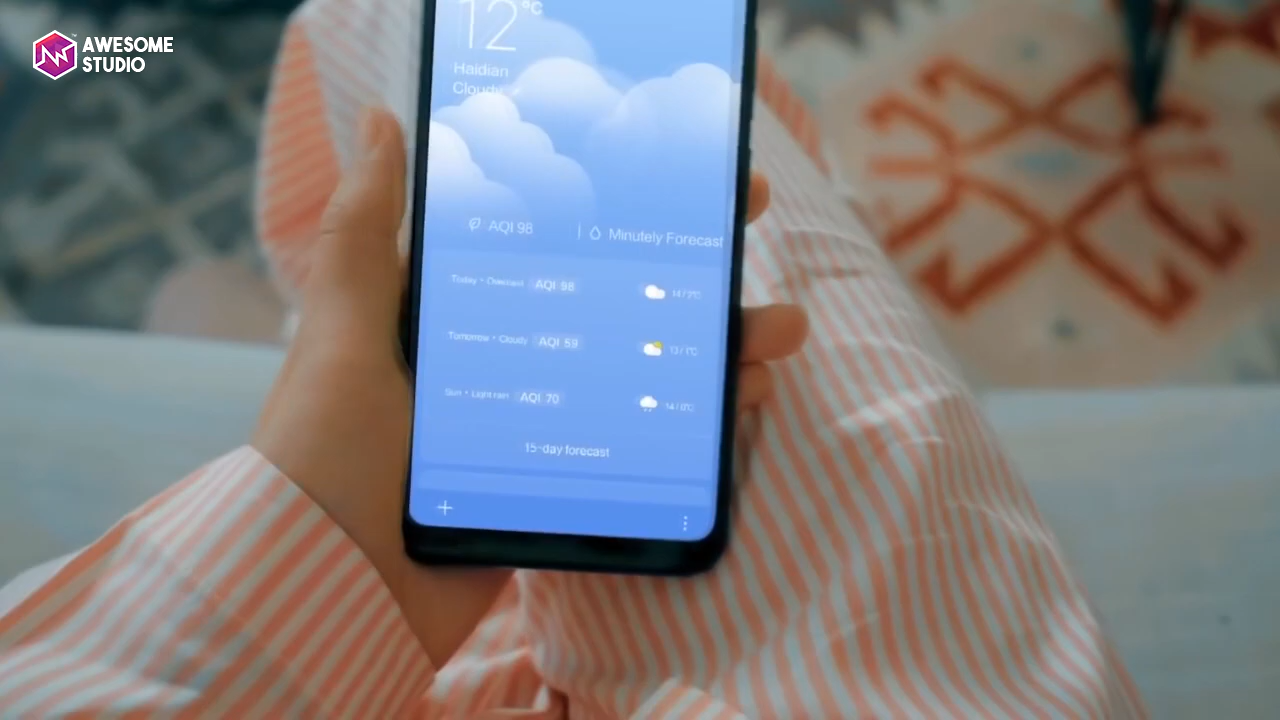 AWESOME
STUDIO
12°C
Haidian
Cloudy
AQI 98
Minutely Forecast
Today • Overcast AQI 98 14 / 2°C
Tomorrow • Cloudy AQI 59 13 / 1°C
Sun • Light rain AQI 70 14 / 0°C
15-day forecast